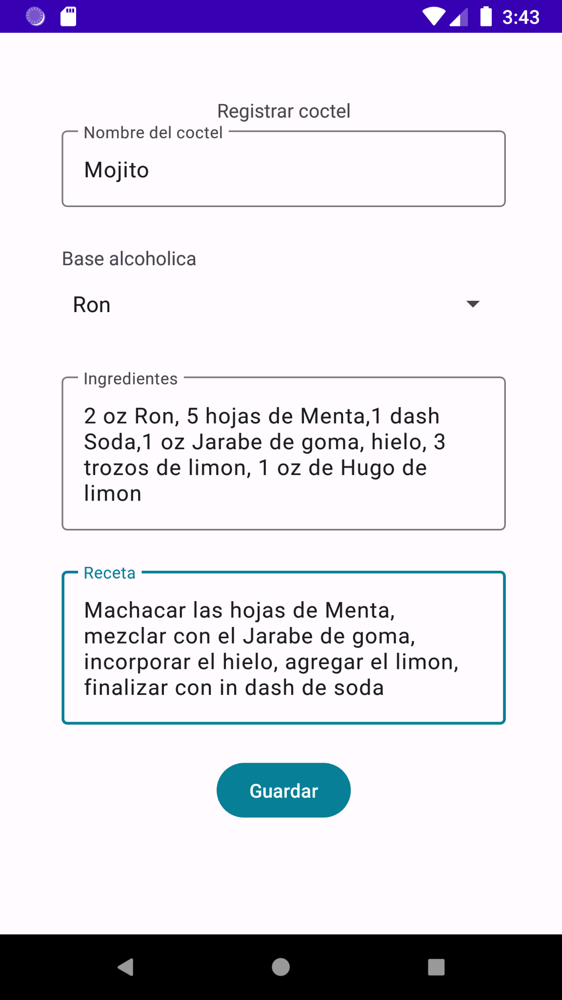 3:43
Registrar coctel
Nombre del coctel
Mojito
Base alcoholica
Ron
Ingredientes
2 oz Ron, 5 hojas de Menta,1 dash
Soda,1 oz Jarabe de goma, hielo, 3
trozos de limon, 1 oz de Hugo de
limon
Receta
Machacar las hojas de Menta,
mezclar con el Jarabe de goma,
incorporar el hielo, agregar el limon,
finalizar con in dash de soda
Guardar